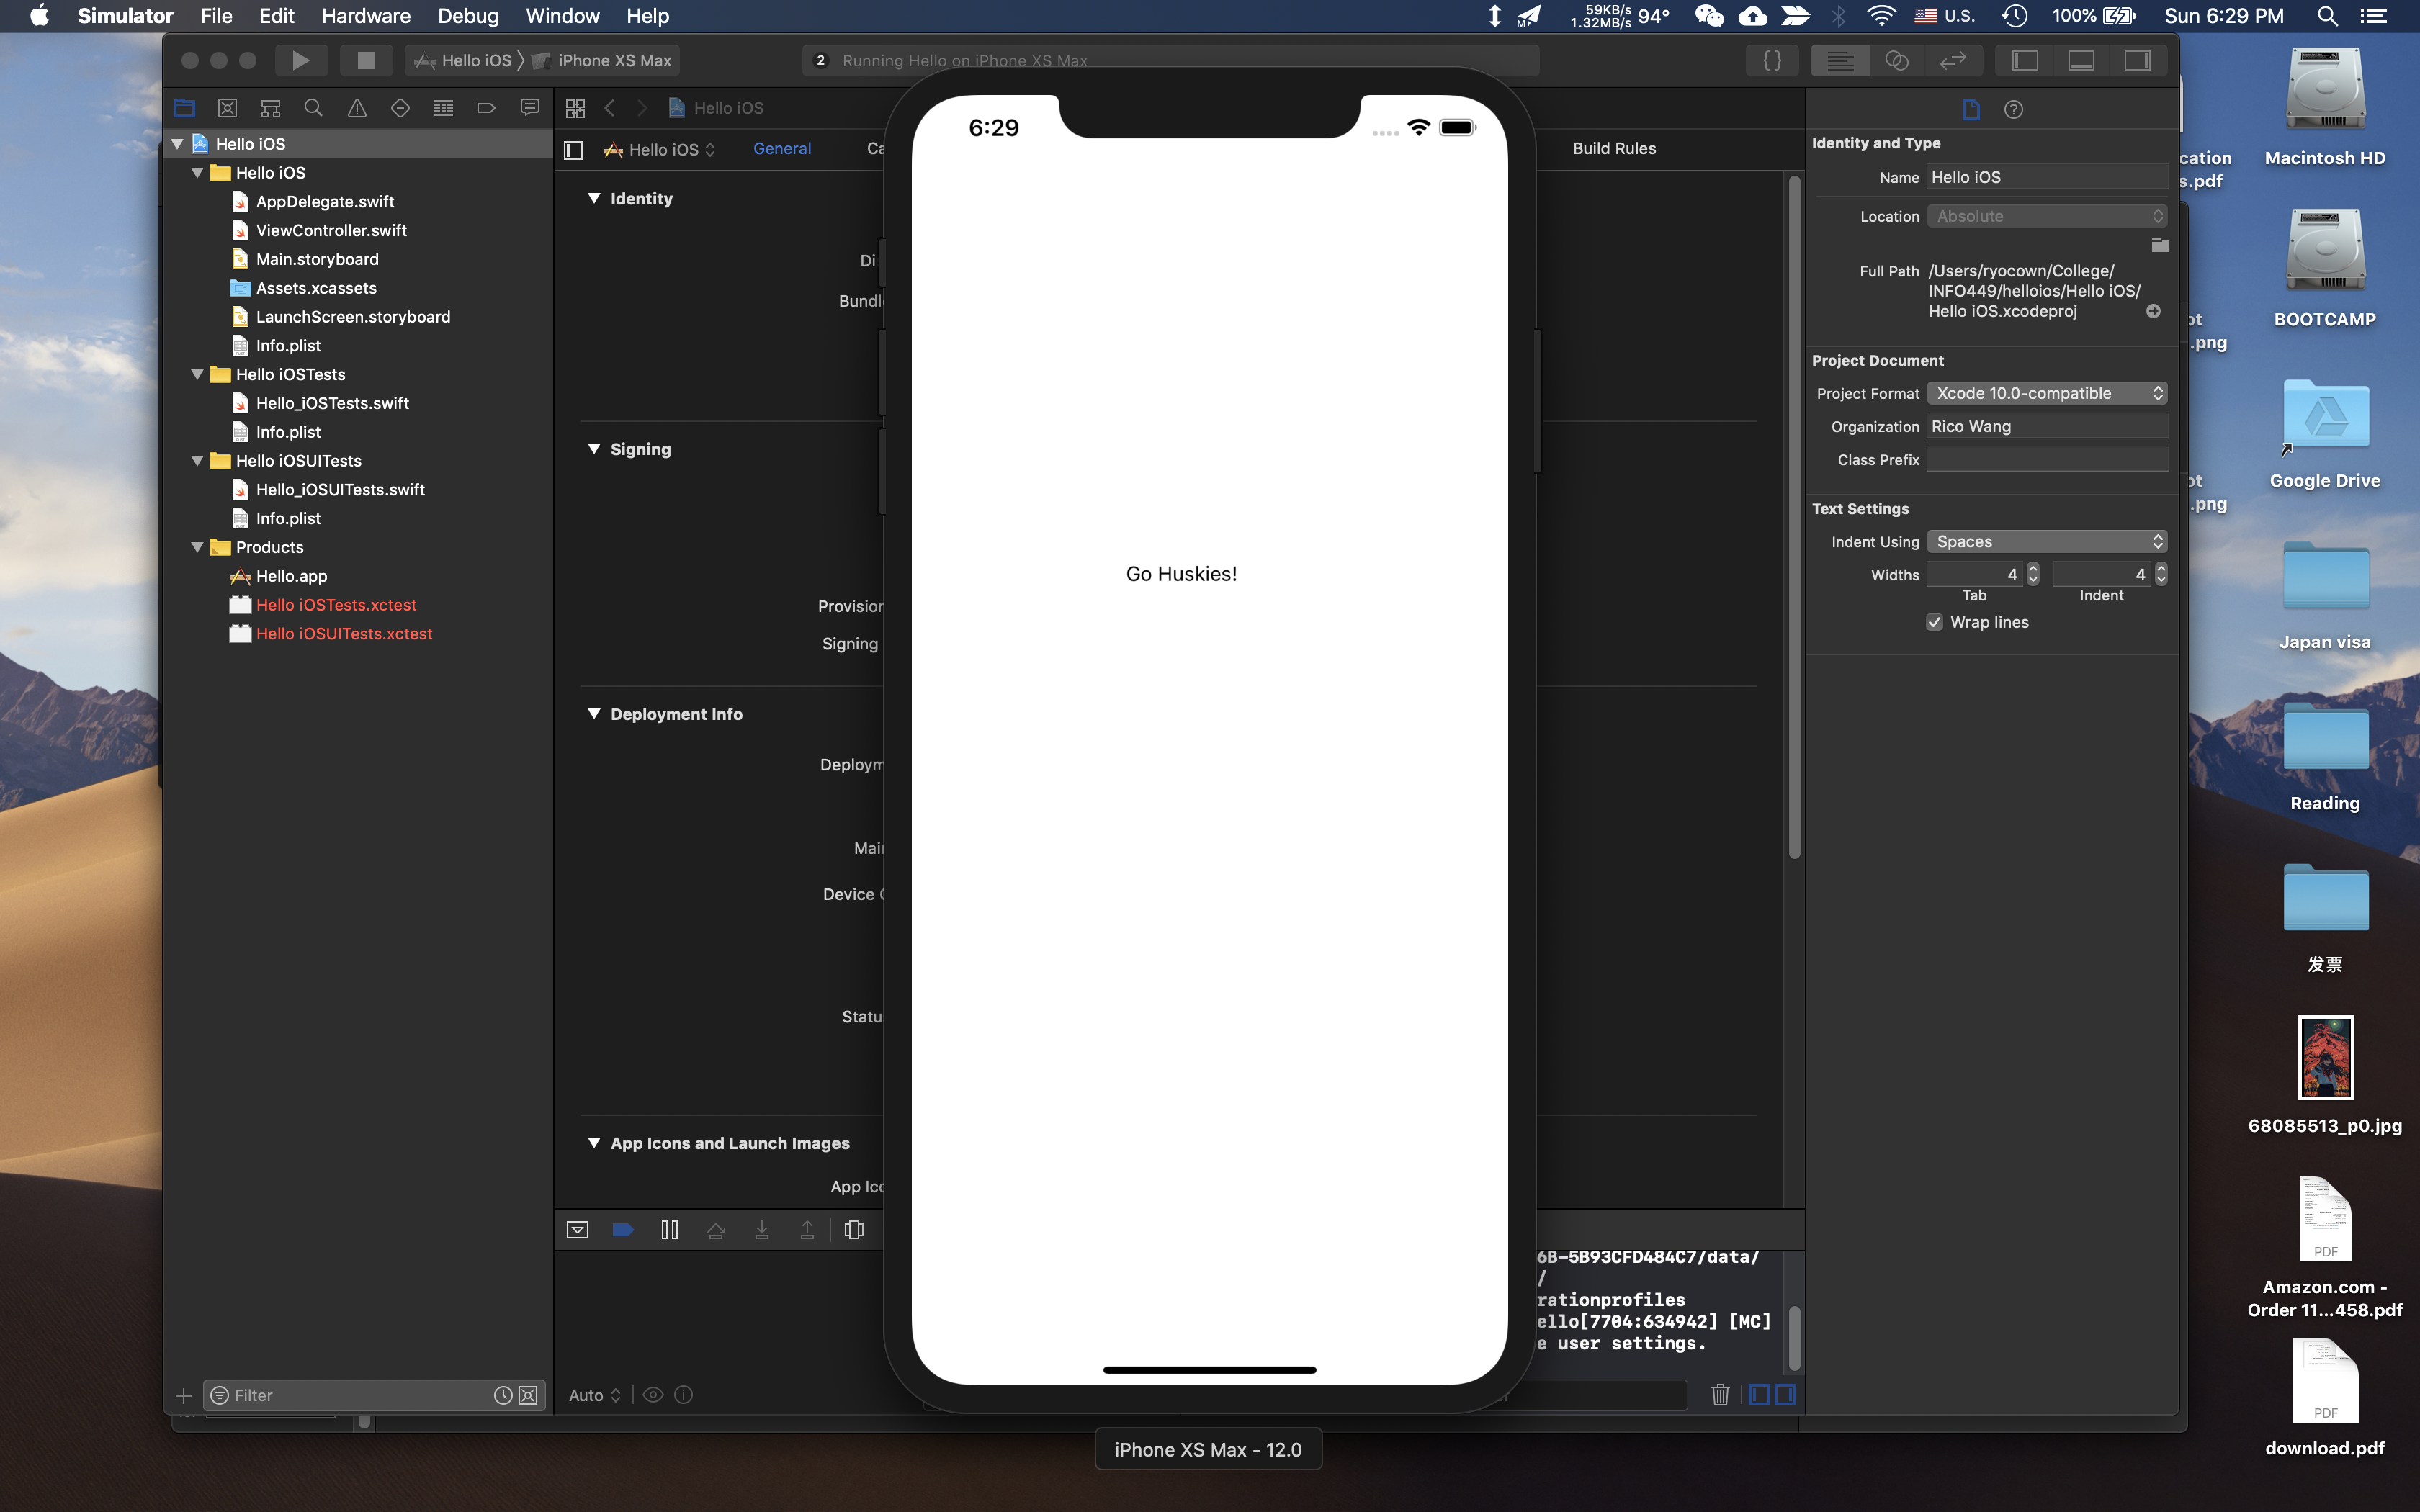 Simulator File Edit Hardware Debug Window Help
59KB/s
1.32MB/s 94° U.S. 100% Sun 6:29 PM
Hello iOS iPhone XS Max
2 Running Hello on iPhone XS Max
Hello iOS
Hello iOS
AppDelegate.swift
ViewController.swift
Main.storyboard
Assets.xcassets
LaunchScreen.storyboard
Info.plist
Hello iOSTests
Hello_iOSTests.swift
Info.plist
Hello iOSUITests
Hello_iOSUITests.swift
Info.plist
Products
Hello.app
Hello iOSTests.xctest
Hello iOSUITests.xctest
Filter
Hello iOS
Hello iOS General Ca Build Rules
Identity
Di
Bundl
Signing
Provision
Signing
Deployment Info
Deploym
Mai
Device
Statu
App Icons and Launch Images
App Ico
Auto
6B-5B93CFD484C7/data/
/
rationprofiles
ello[7704:634942] [MC]
e user settings.
6:29
Go Huskies!
iPhone XS Max - 12.0
Identity and Type
Name Hello iOS
Location Absolute
Full Path /Users/ryocown/College/
INFO449/helloios/Hello iOS/
Hello iOS.xcodeproj
Project Document
Project Format Xcode 10.0-compatible
Organization Rico Wang
Class Prefix
Text Settings
Indent Using Spaces
Widths 4 4
Tab Indent
Wrap lines
cation
s.pdf
ot
.png
ot
.png
Macintosh HD
BOOTCAMP
Google Drive
Japan visa
Reading
发票
68085513_p0.jpg
PDF
Amazon.com -
Order 11...458.pdf
PDF
download.pdf